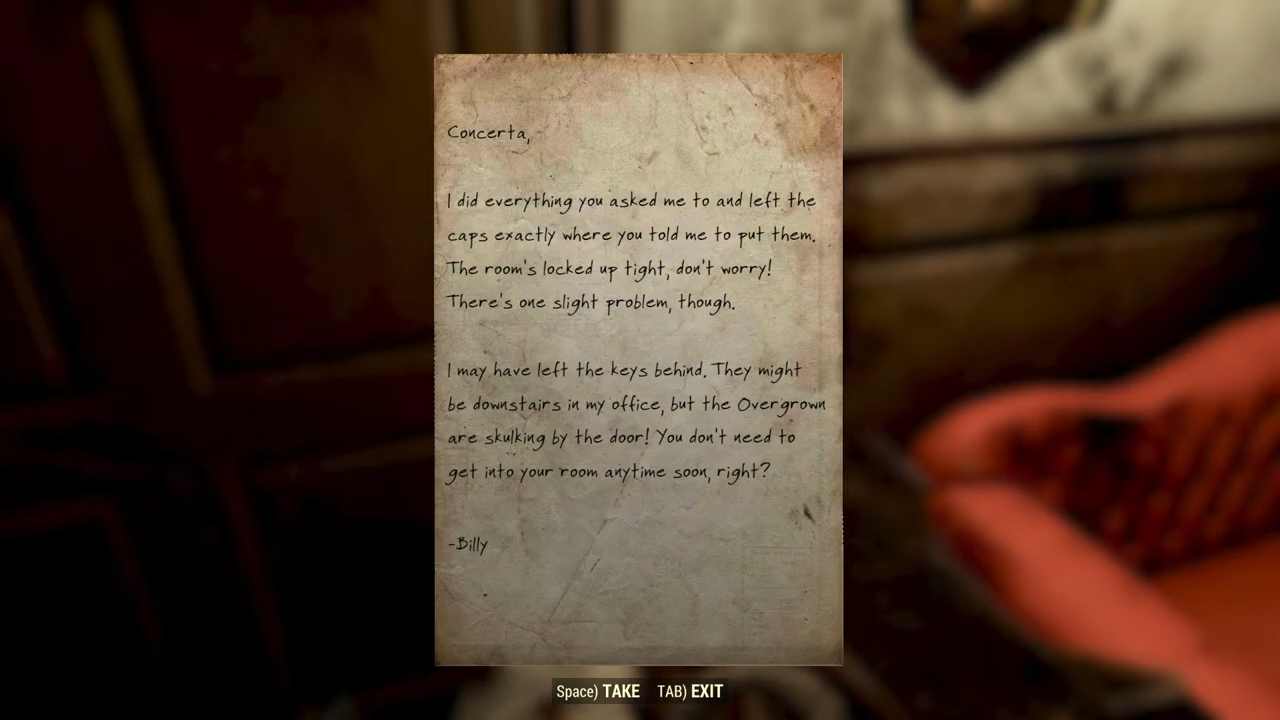 Concerta,
I did everything you asked me to and left the
caps exactly where you told me to put them.
The room's locked up tight, don't worry!
There's one slight problem, though.
I may have left the keys behind. They might
be downstairs in my office, but the Overgrown
are skulking by the door! You don't need to
get into your room anytime soon, right?
-Billy
Space) TAKE TAB) EXIT